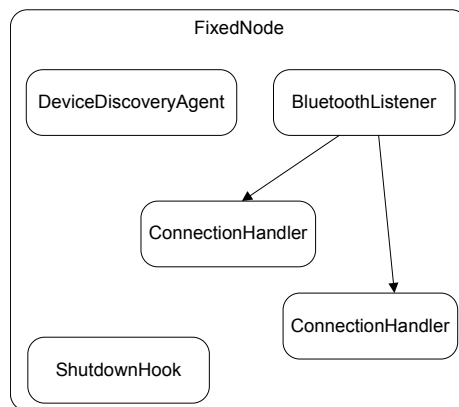 FixedNode
DeviceDiscoveryAgent
BluetoothListener
ConnectionHandler
ConnectionHandler
ShutdownHook